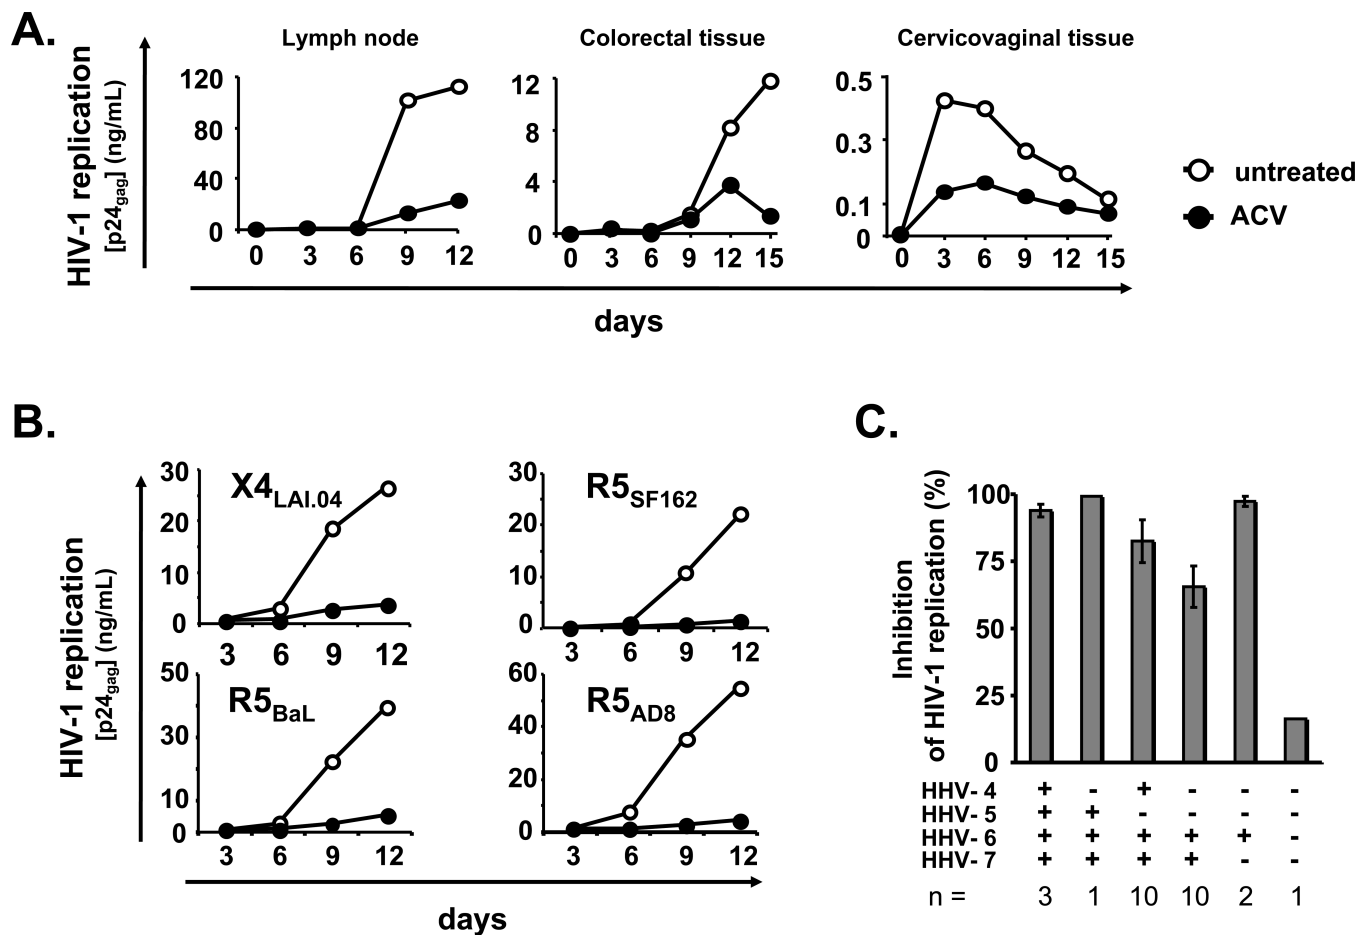 A.
Lymph node
Colorectal tissue
Cervicovaginal tissue
HIV-1 replication
[p24gag] (ng/mL)
120
80
40
0
0 3 6 9 12
12
8
4
0
0 3 6 9 12 15
0.5
0.3
0.1
0
0 3 6 9 12 15
untreated
ACV
days
B.
HIV-1 replication
[p24gag] (ng/mL)
X4LAI.04
30
20
10
0
3 6 9 12
R5SF162
30
20
10
0
3 6 9 12
R5BaL
50
30
10
0
3 6 9 12
R5AD8
60
40
20
0
3 6 9 12
days
C.
Inhibition
of HIV-1 replication (%)
100
75
50
25
0
HHV- 4 + - + - - -
HHV- 5 + + - - - -
HHV- 6 + + + + + -
HHV- 7 + + + + - -
n = 3 1 10 10 2 1